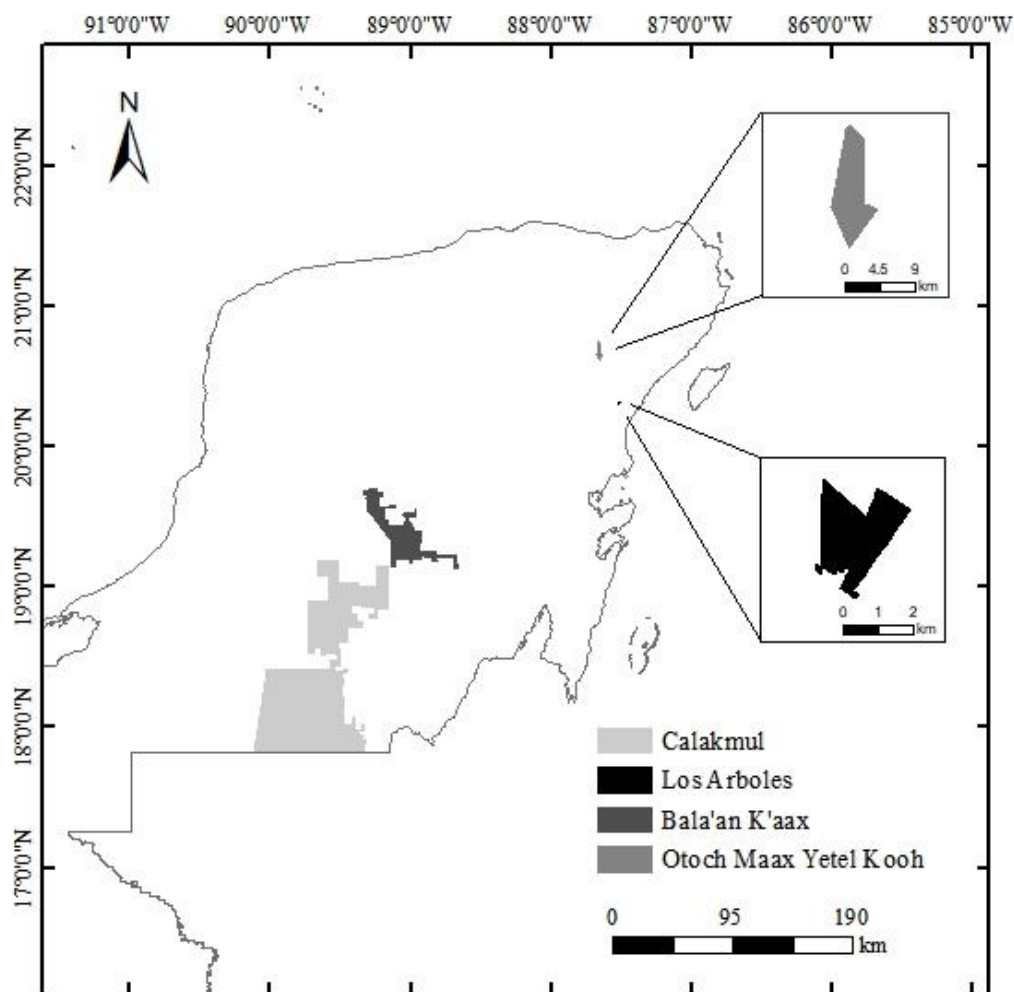 91°0'0"W 90°0'0"W 89°0'0"W 88°0'0"W 87°0'0"W 86°0'0"W 85°0'0"W
N
22°0'0"N
21°0'0"N
20°0'0"N
19°0'0"N
18°0'0"N
17°0'0"N
0 4.5 9
km
0 1 2
km
Calakmul
Los Arboles
Bala'an K'aax
Otoch Maax Yetel Kooh
0 95 190
km